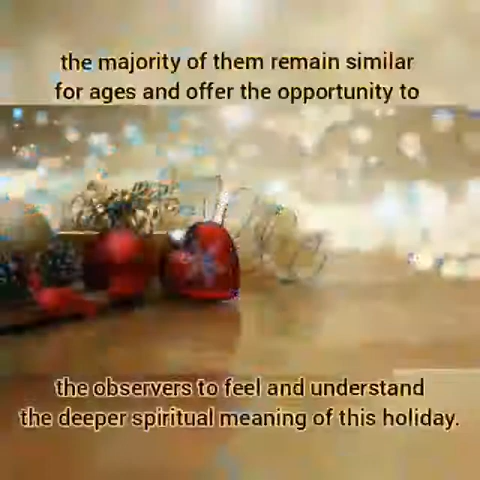 the majority of them remain similar
for ages and offer the opportunity to
the observers to feel and understand
the deeper spiritual meaning of this holiday.